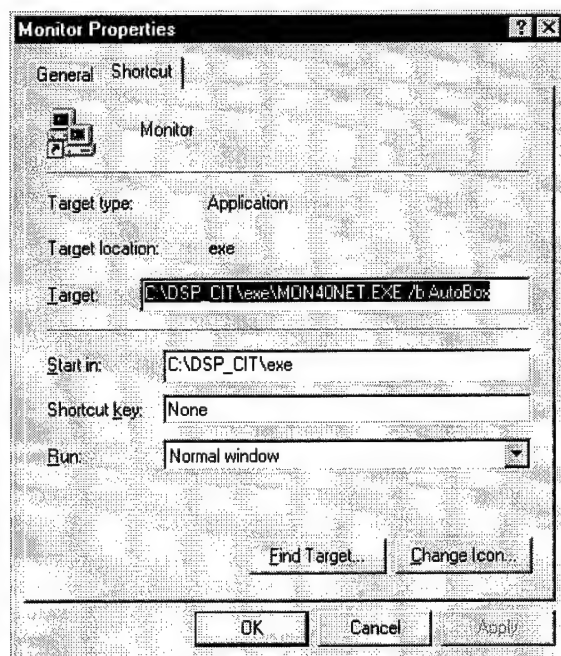 Monitor Properties
General Shortcut
Monitor
Target type: Application
Target location: exe
Target: C:\DSP_CIT\exe\MON40NET.EXE /b AutoBox
Start in: C:\DSP_CIT\exe
Shortcut key: None
Run: Normal window
Find Target... Change Icon...
OK Cancel Apply